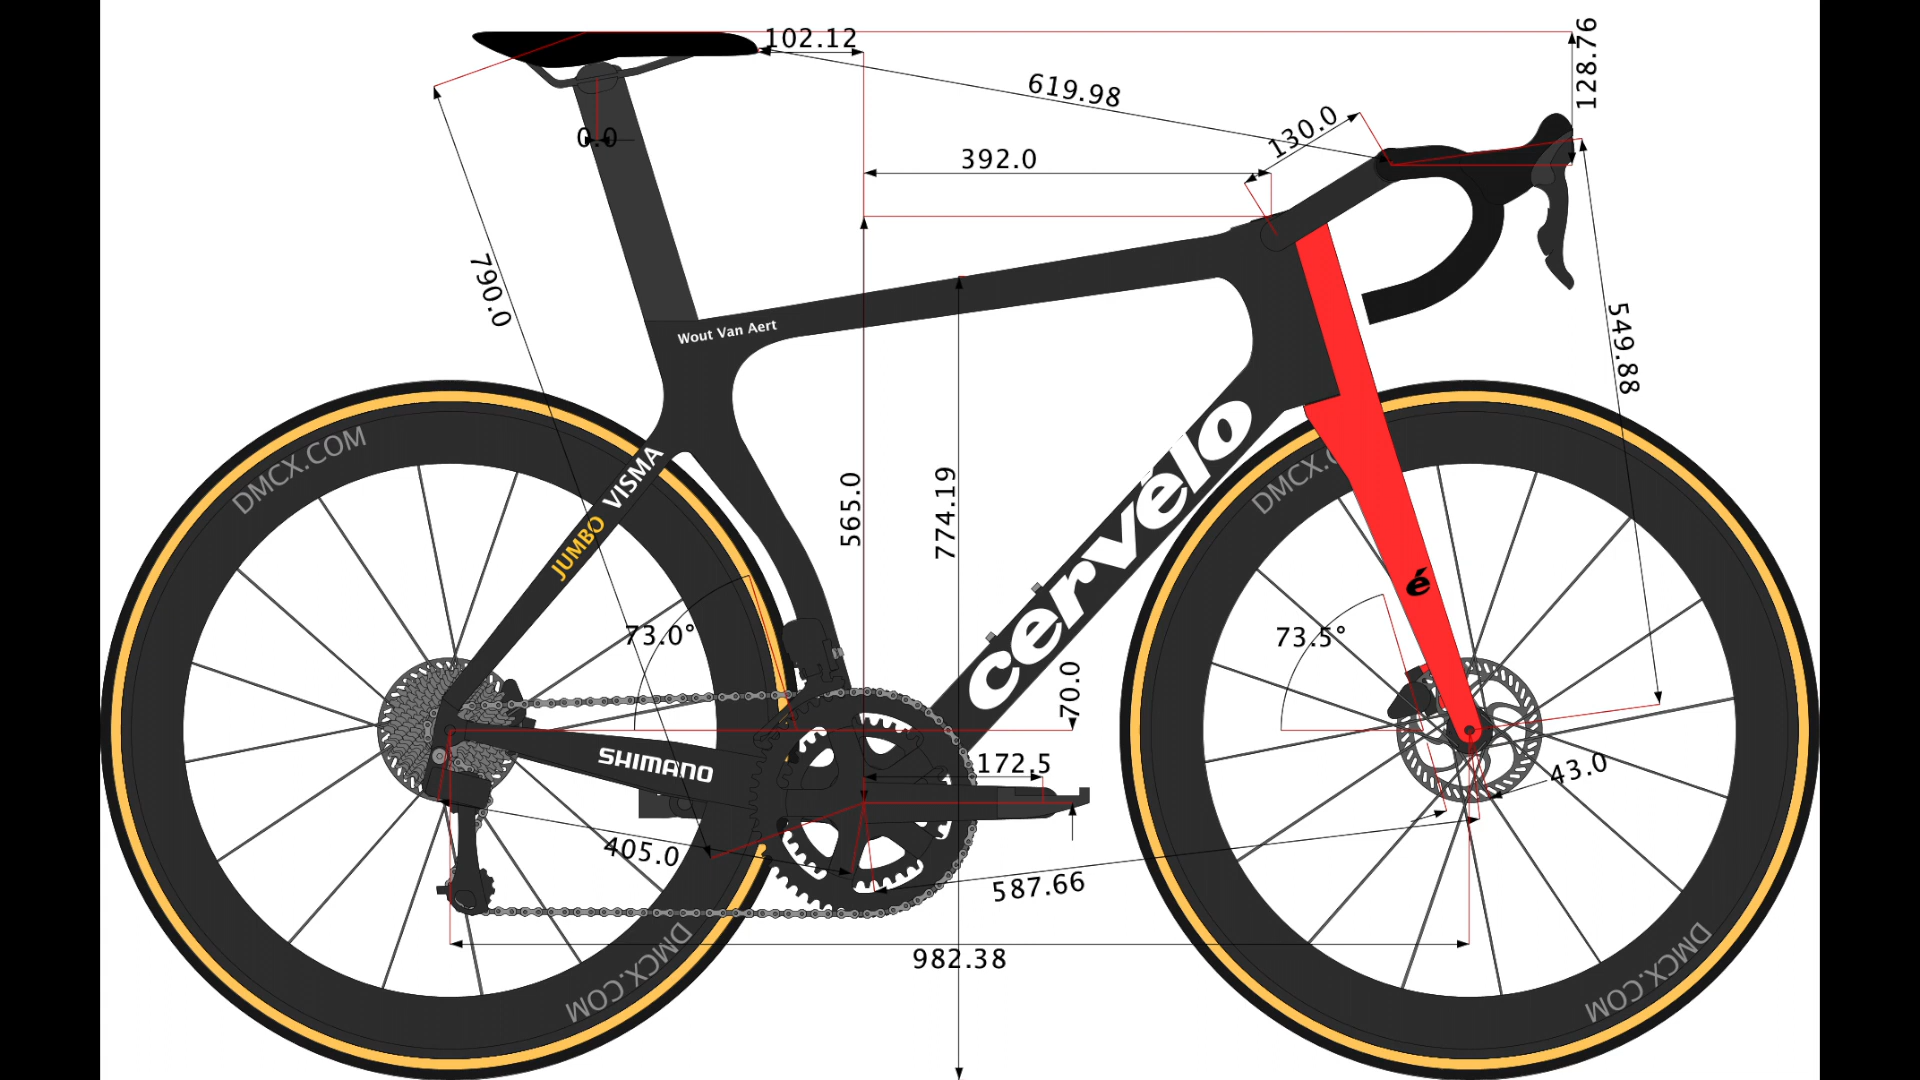 102.12
128.76
619.98
130.0
0.0
392.0
790.0
Wout Van Aert
549.88
DMCX.COM
JUMBO VISMA
cervélo
DMCX.C
565.0
774.19
é
73.0°
73.5°
70.0
SHIMANO
172.5
43.0
405.0
587.66
DMCX.COM
982.38
DMCX.COM